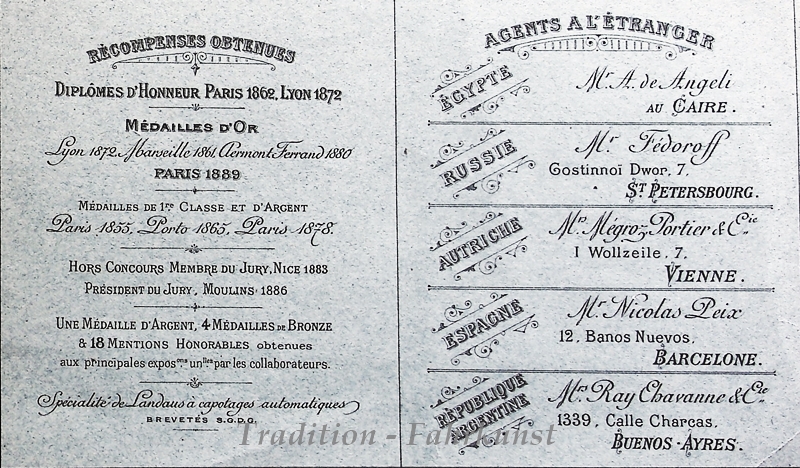 RÉCOMPENSES OBTENUES
DIPLÔMES D'HONNEUR PARIS 1862, LYON 1872
MÉDAILLES D'OR
Lyon 1872, Marseille 1861, Clermont Ferrand 1880
PARIS 1889
MÉDAILLES DE 1RE CLASSE ET D'ARGENT
Paris 1855, Porto 1865, Paris 1878.
HORS CONCOURS MEMBRE DU JURY, NICE 1883
PRÉSIDENT DU JURY, MOULINS 1886
UNE MÉDAILLE D'ARGENT, 4 MÉDAILLES DE BRONZE
& 18 MENTIONS HONORABLES obtenues
aux principales exposons unlles par les collaborateurs.
Spécialité de Landaus à capotages automatiques
BREVETÉS S.G.D.G.
AGENTS A L'ÉTRANGER
ÉGYPTE
Mr. A. de Angeli
AU CAIRE.
RUSSIE
Mr Fédoroff
Gostinnoï Dwor, 7,
ST PETERSBOURG.
AUTRICHE
Mrs Mégroz Portier & Cie
1 Wollzeile, 7,
VIENNE.
ESPAGNE
Mr. Nicolas Peix
12, Banos Nuevos,
BARCELONE.
RÉPUBLIQUE
ARGENTINE
Mrs Ray Chavanne & Cie
1339, Calle Charcas,
BUENOS-AYRES.
Tradition - Fahrkunst